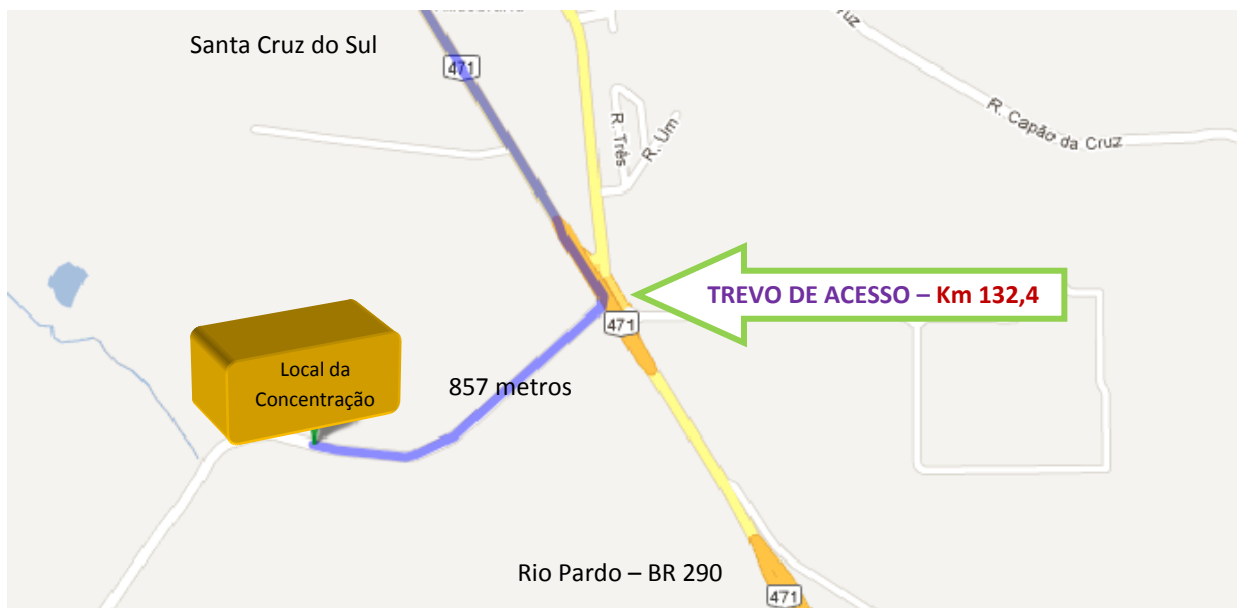 Santa Cruz do Sul
471
R. Três
R. Um
R. Capão da Cruz
TREVO DE ACESSO – Km 132,4
471
Local da
Concentração
857 metros
Rio Pardo – BR 290
471